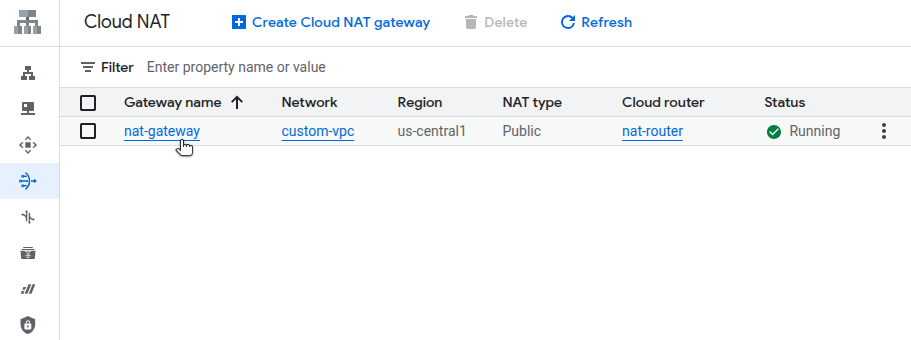 Cloud NAT Create Cloud NAT gateway Delete Refresh
Filter Enter property name or value
Gateway name Network Region NAT type Cloud router Status
nat-gateway custom-vpc us-central1 Public nat-router Running